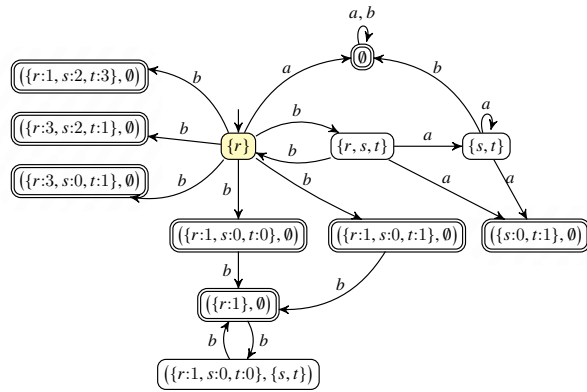 a, b
∅
({r:1, s:2, t:3}, ∅)
b
a
b
({r:3, s:2, t:1}, ∅)
b
{r}
b
b
{r, s, t}
a
a
{s, t}
({r:3, s:0, t:1}, ∅)
b
b
b
a
a
({r:1, s:0, t:0}, ∅)
({r:1, s:0, t:1}, ∅)
({s:0, t:1}, ∅)
b
b
({r:1}, ∅)
b
b
({r:1, s:0, t:0}, {s, t})